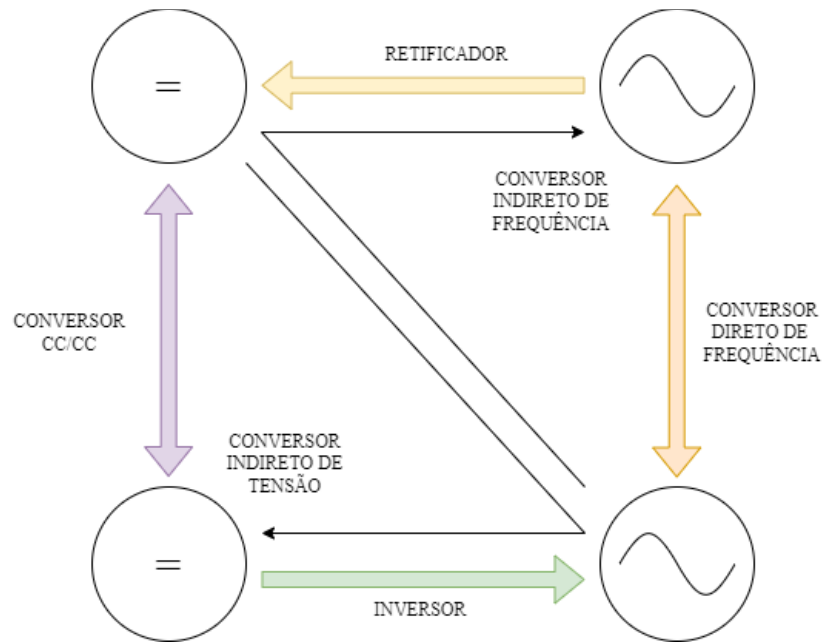 RETIFICADOR
=
CONVERSOR
INDIRETO DE
FREQUÊNCIA
CONVERSOR
CC/CC
CONVERSOR
DIRETO DE
FREQUÊNCIA
CONVERSOR
INDIRETO DE
TENSÃO
=
INVERSOR